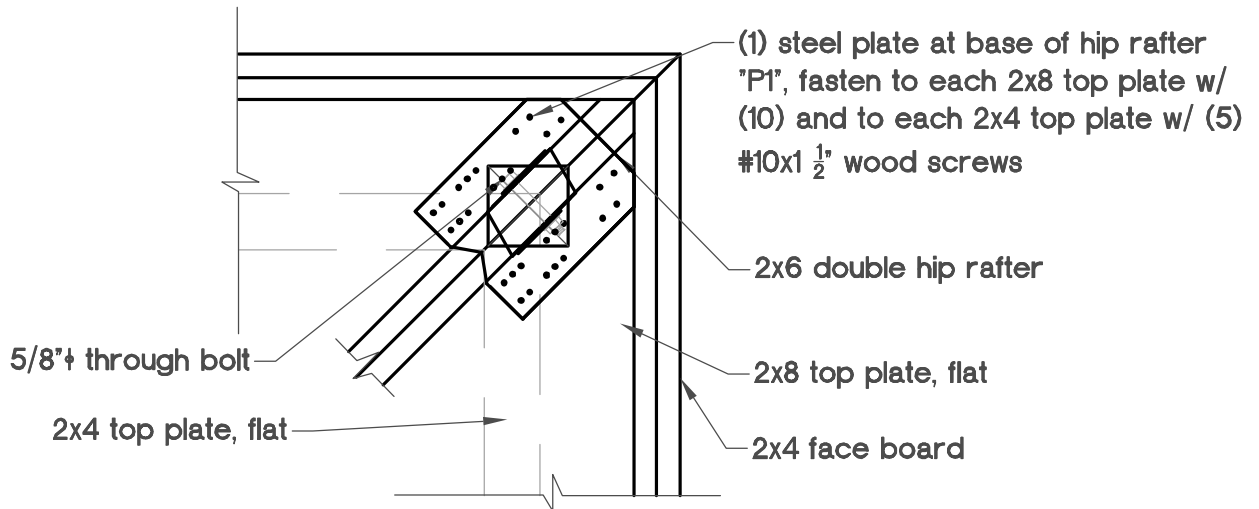 (1) steel plate at base of hip rafter
"P1", fasten to each 2x8 top plate w/
(10) and to each 2x4 top plate w/ (5)
#10x1 1/2" wood screws
2x6 double hip rafter
5/8"ϕ through bolt
2x8 top plate, flat
2x4 top plate, flat
2x4 face board